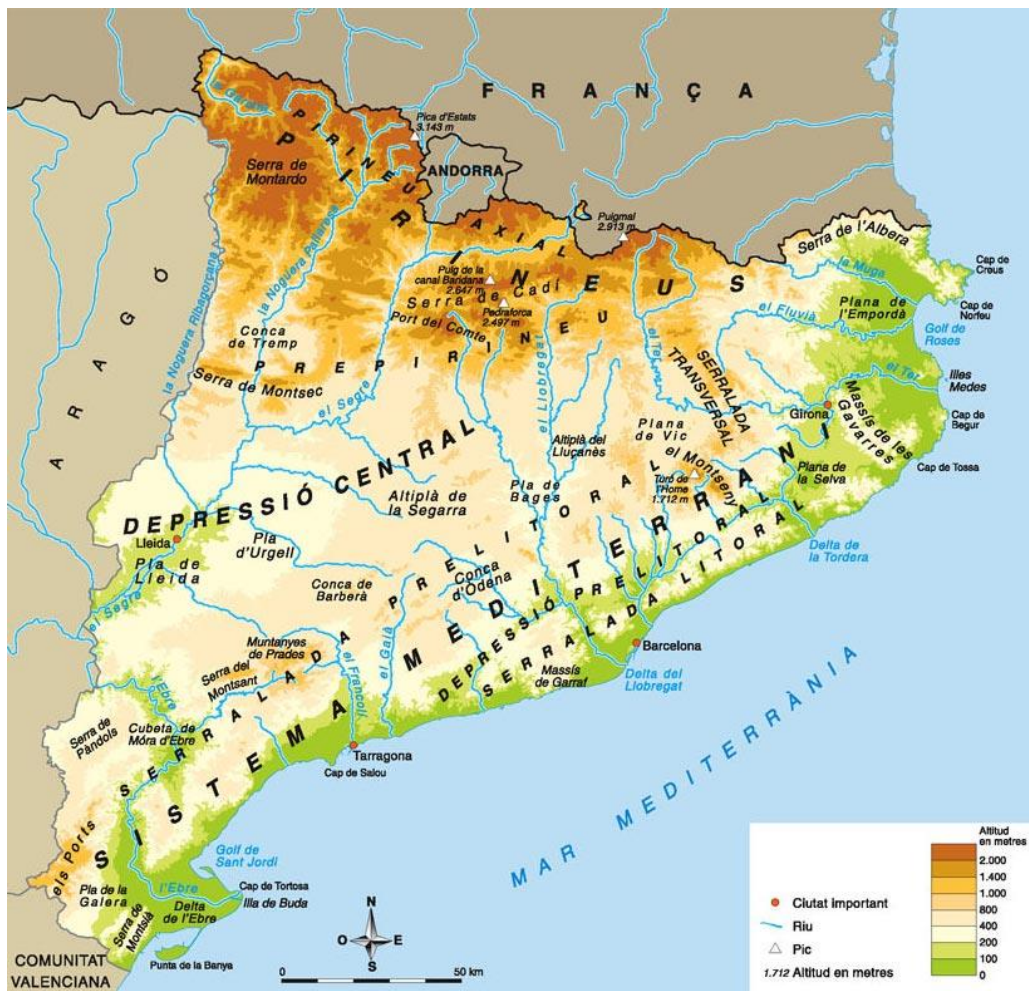 FRANÇA
la Garona
Pica d'Estats
3.143 m
ANDORRA
PIRINEU AXIAL
PIRINEUS
Serra de
Montardo
Puigmal
2.913 m
Serra de l'Albera
Cap de
Creus
la Muga
Cap de
Norfeu
Plana de
l'Empordà
el Fluvià
Golf de
Roses
ARAGÓ
la Noguera Ribagorçana
la Noguera Pallaresa
Puig de la
canal Baridana
2.647 m
Serra de Cadí
Pedraforca
2.497 m
Port del Comte
PREPIRINEU
Conca
de Tremp
Serra de Montsec
el Segre
el Llobregat
el Ter
SERRALADA
TRANSVERSAL
el Ter
Illes
Medes
Girona
Massís de les
Gavarres
Cap de
Begur
Cap de Tossa
Plana de
la Selva
Plana
de Vic
el Montseny
Turó de
l'Home
1.712 m
Altiplà del
Lluçanès
Pla de
Bages
DEPRESSIÓ CENTRAL
Altiplà de
la Segarra
Lleida
Pla de
Lleida
Pla
d'Urgell
el Segre
Conca de
Barberà
Conca
d'Òdena
Delta de
la Tordera
SERRALADA PRELITORAL
SISTEMA MEDITERRANI
DEPRESSIÓ PRELITORAL
SERRALADA LITORAL
Barcelona
Delta del
Llobregat
Massís
de Garraf
Muntanyes
de Prades
Serra del
Montsant
el Francolí
el Gaià
l'Ebre
Serra de
Pàndols
Cubeta de
Móra d'Ebre
Tarragona
Cap de Salou
MAR MEDITERRÀNIA
els Ports
Golf de
Sant Jordi
Pla de la
Galera
l'Ebre
Cap de Tortosa
Illa de Buda
Delta
de l'Ebre
Serra de
Montsià
Punta de la Banya
COMUNITAT
VALENCIANA
N
O
E
S
0
50 km
Ciutat important
Riu
Pic
1.712 Altitud en metres
Altitud
en metres
2.000
1.400
1.000
800
400
200
100
0